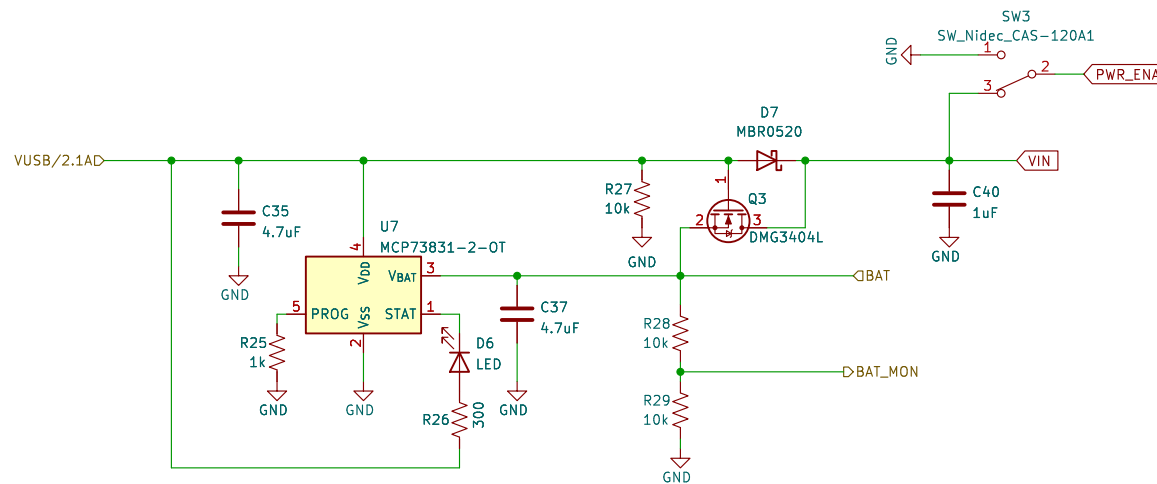 SW3
SW_Nidec_CAS-120A1
GND
1
2
PWR_ENA
3
D7
MBR0520
VUSB/2.1A
VIN
1
R27
10k
Q3
2
3
DMG3404L
C40
1uF
C35
4.7uF
U7
MCP73831-2-OT
4
GND
GND
GND
VDD
VBAT
3
BAT
5
PROG
VSS
STAT
1
C37
4.7uF
2
R25
1k
D6
LED
R28
10k
BAT_MON
GND
GND
R26
300
GND
R29
10k
GND